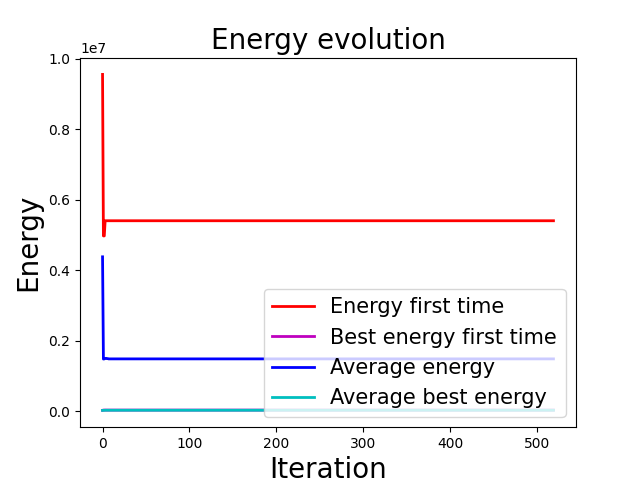 Energy evolution
1e7
1.0
0.8
0.6
0.4
0.2
0.0
Energy
Energy first time
Best energy first time
Average energy
Average best energy
0 100 200 300 400 500
Iteration